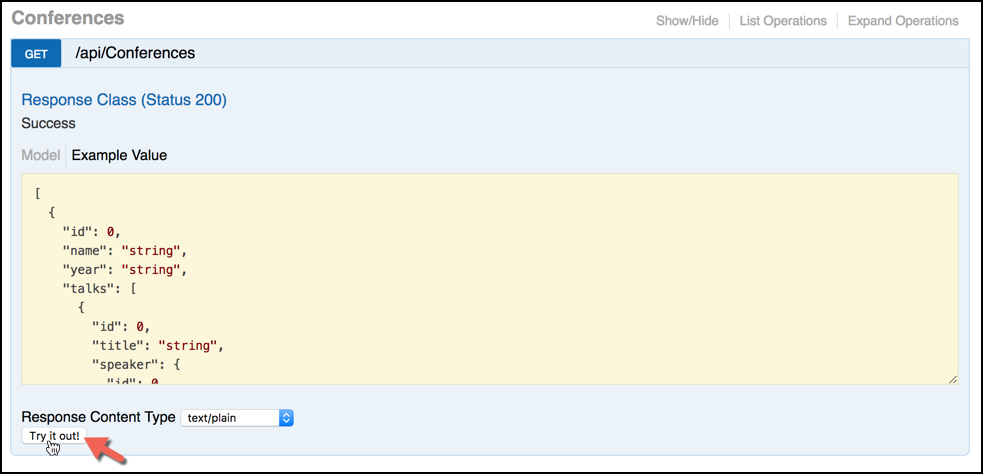 Conferences
Show/Hide List Operations Expand Operations
GET /api/Conferences
Response Class (Status 200)
Success
Model Example Value
[
{
"id": 0,
"name": "string",
"year": "string",
"talks": [
{
"id": 0,
"title": "string",
"speaker": {
"id": 0
Response Content Type text/plain
Try it out!